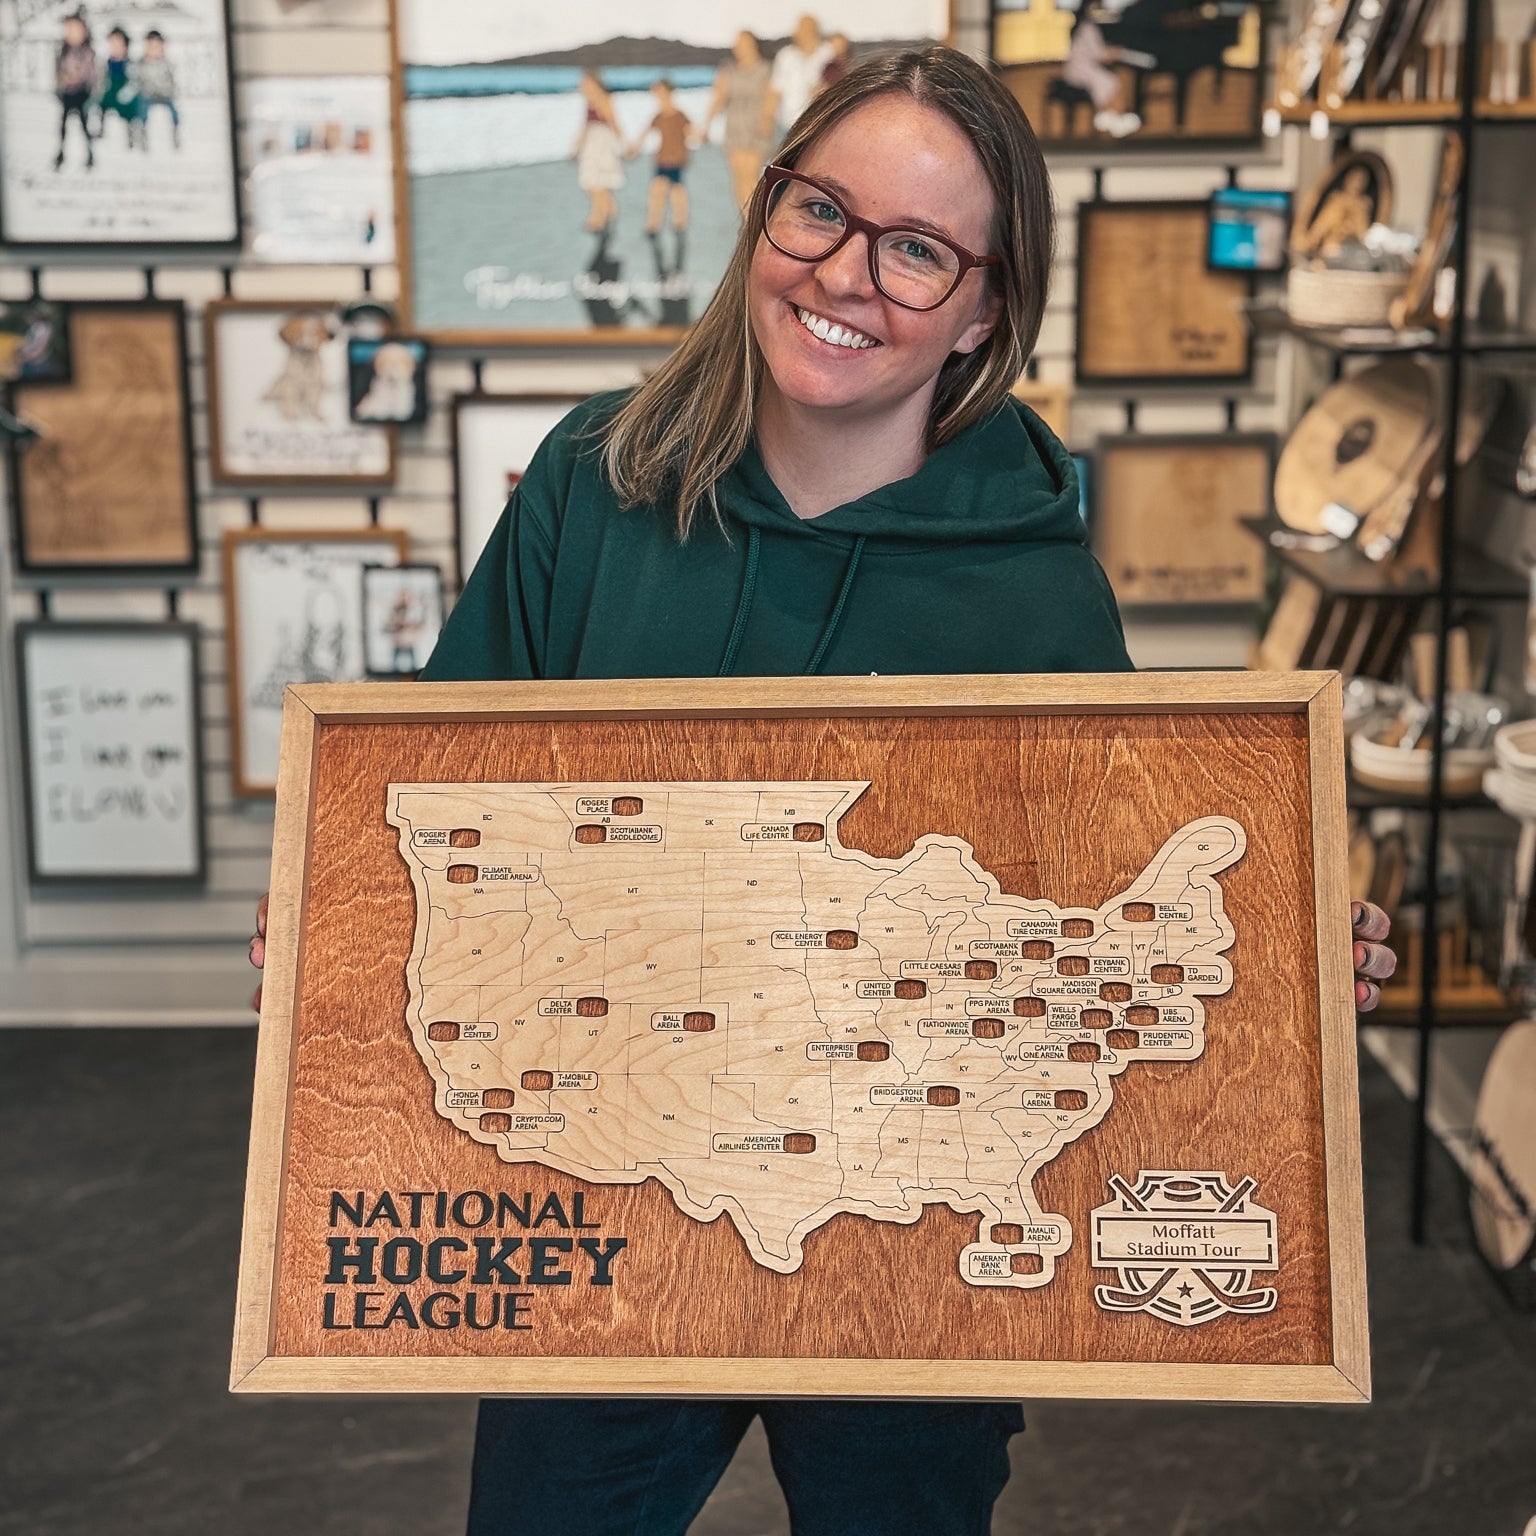 Together
I love you
I love you
I LOVE U
ROGERS
PLACE
BC
AB
SK
MB
ROGERS
ARENA
SCOTIABANK
SADDLEDOME
CANADA
LIFE CENTRE
QC
CLIMATE
PLEDGE ARENA
WA
MT
ND
MN
WI
BELL
CENTRE
CANADIAN
TIRE CENTRE
ME
OR
ID
WY
SD
XCEL ENERGY
CENTER
MI
SCOTIABANK
ARENA
NY
VT
NH
LITTLE CEASARS
ARENA
ON
KEYBANK
CENTER
TD
GARDEN
MA
NE
IA
UNITED
CENTER
MADISON
SQUARE GARDEN
CT
RI
DELTA
CENTER
IN
PPG PAINTS
ARENA
PA
WELLS
FARGO
CENTER
UBS
ARENA
SAP
CENTER
NV
UT
BALL
ARENA
CO
MO
IL
NATIONWIDE
ARENA
OH
MD
PRUDENTIAL
CENTER
KS
ENTERPRISE
CENTER
WV
CAPITAL
ONE ARENA
DE
CA
T-MOBILE
ARENA
KY
VA
HONDA
CENTER
AZ
NM
OK
AR
BRIDGESTONE
ARENA
TN
PNC
ARENA
NC
CRYPTO.COM
ARENA
AMERICAN
AIRLINES CENTER
MS
AL
GA
SC
TX
LA
FL
AMALIE
ARENA
AMERANT
BANK
ARENA
NATIONAL
HOCKEY
LEAGUE
Moffatt
Stadium Tour